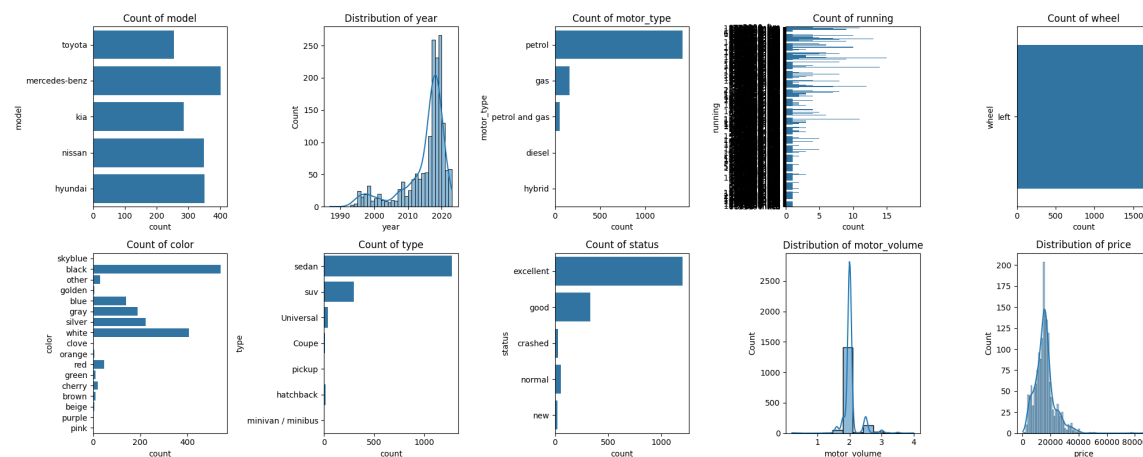 Count of model
toyota
mercedes-benz
kia
nissan
hyundai
model
0 100 200 300 400
count
Distribution of year
250
200
150
100
50
0
Count
1990 2000 2010 2020
year
Count of motor_type
petrol
gas
petrol and gas
diesel
hybrid
motor_type
0 500 1000
count
Count of running
running
0 5 10 15
count
Count of wheel
left
wheel
0 500 1000 1500
count
Count of color
skyblue
black
other
golden
blue
gray
silver
white
clove
orange
red
green
cherry
brown
beige
purple
pink
color
0 200 400
count
Count of type
sedan
suv
Universal
Coupe
pickup
hatchback
minivan / minibus
type
0 500 1000
count
Count of status
excellent
good
crashed
normal
new
status
0 500 1000
count
Distribution of motor_volume
2500
2000
1500
1000
500
0
Count
1 2 3 4
motor_volume
Distribution of price
200
175
150
125
100
75
50
25
0
Count
0 20000 40000 60000
price